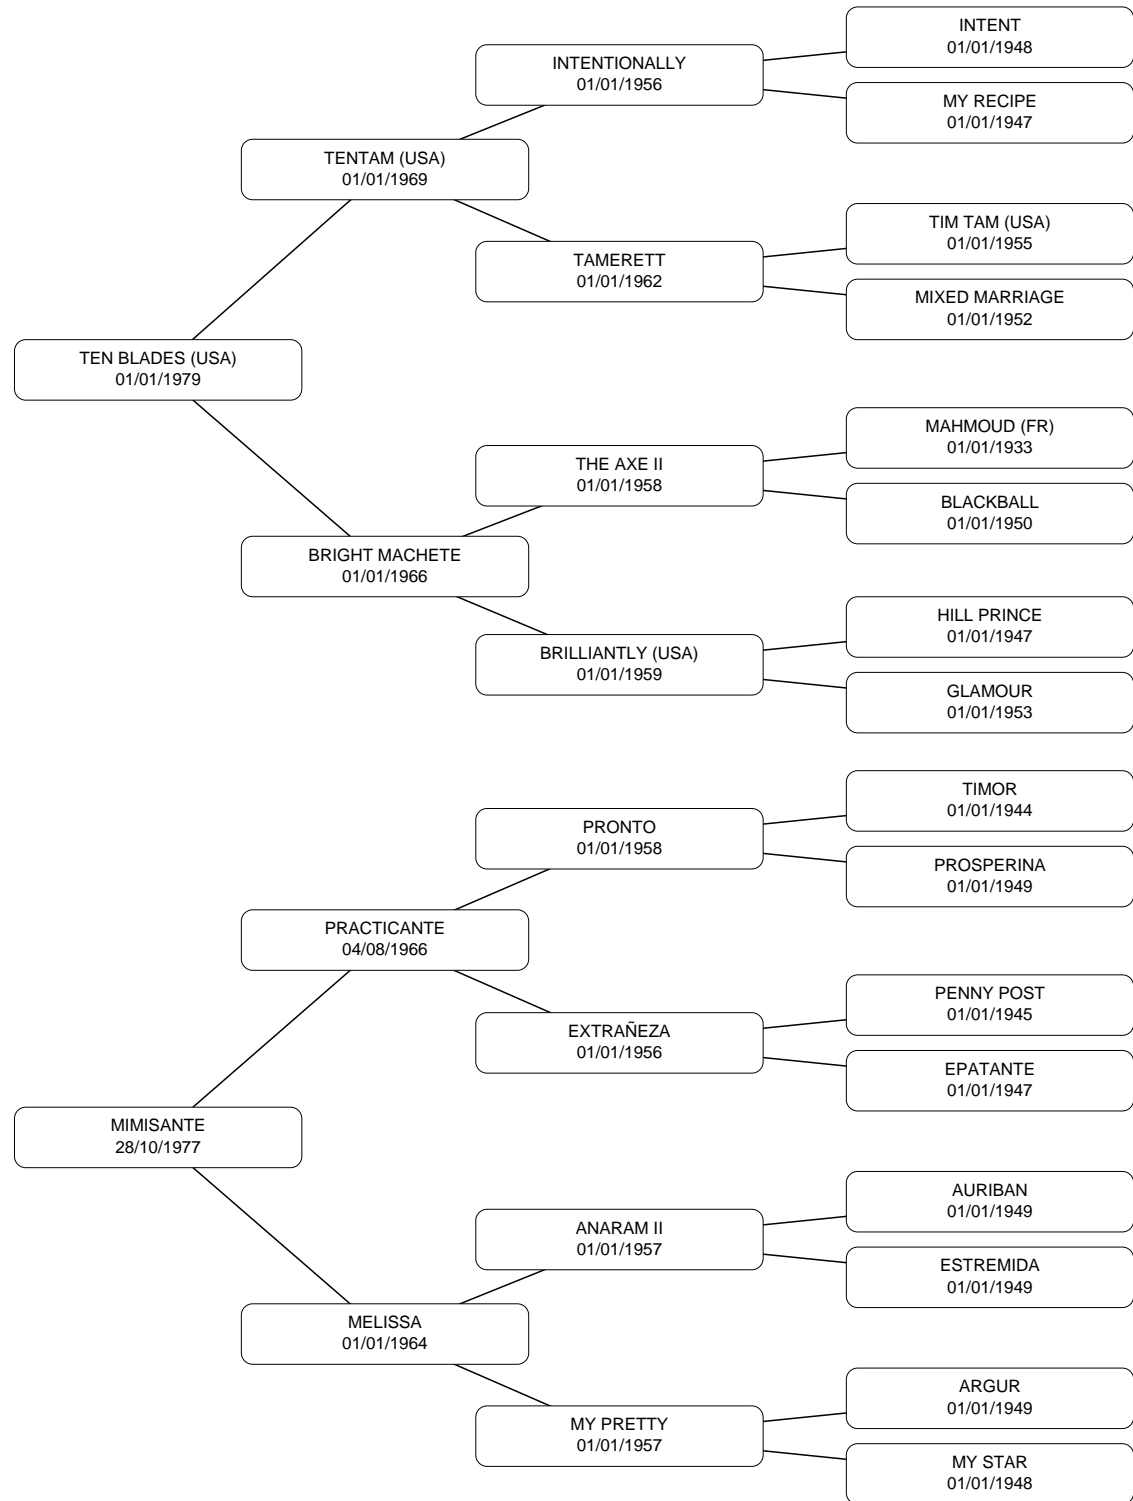 INTENT
01/01/1948
INTENTIONALLY
01/01/1956
MY RECIPE
01/01/1947
TENTAM (USA)
01/01/1969
TIM TAM (USA)
01/01/1955
TAMERETT
01/01/1962
MIXED MARRIAGE
01/01/1952
TEN BLADES (USA)
01/01/1979
MAHMOUD (FR)
01/01/1933
THE AXE II
01/01/1958
BLACKBALL
01/01/1950
BRIGHT MACHETE
01/01/1966
HILL PRINCE
01/01/1947
BRILLIANTLY (USA)
01/01/1959
GLAMOUR
01/01/1953
TIMOR
01/01/1944
PRONTO
01/01/1958
PROSPERINA
01/01/1949
PRACTICANTE
04/08/1966
PENNY POST
01/01/1945
EXTRAÑEZA
01/01/1956
EPATANTE
01/01/1947
MIMISANTE
28/10/1977
AURIBAN
01/01/1949
ANARAM II
01/01/1957
ESTREMIDA
01/01/1949
MELISSA
01/01/1964
ARGUR
01/01/1949
MY PRETTY
01/01/1957
MY STAR
01/01/1948